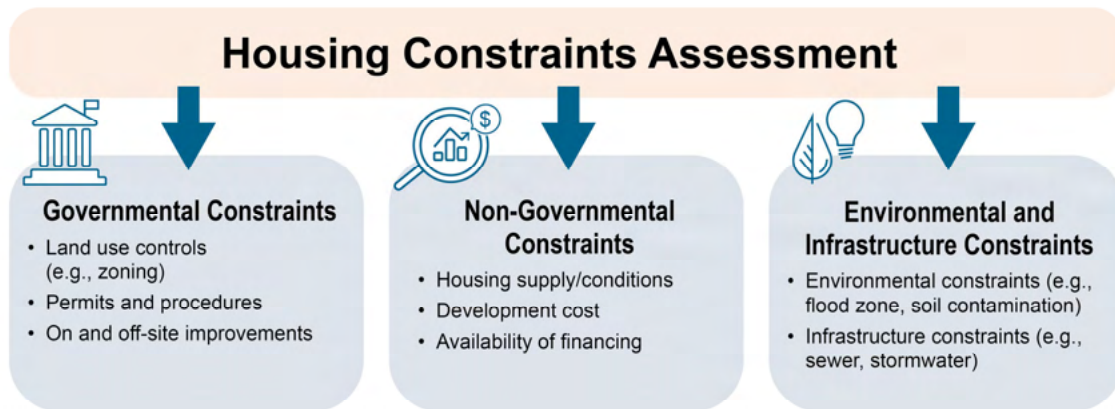 Housing Constraints Assessment
$
Governmental Constraints
• Land use controls
(e.g., zoning)
• Permits and procedures
• On and off-site improvements
Non-Governmental
Constraints
• Housing supply/conditions
• Development cost
• Availability of financing
Environmental and
Infrastructure Constraints
• Environmental constraints (e.g.,
flood zone, soil contamination)
• Infrastructure constraints (e.g.,
sewer, stormwater)